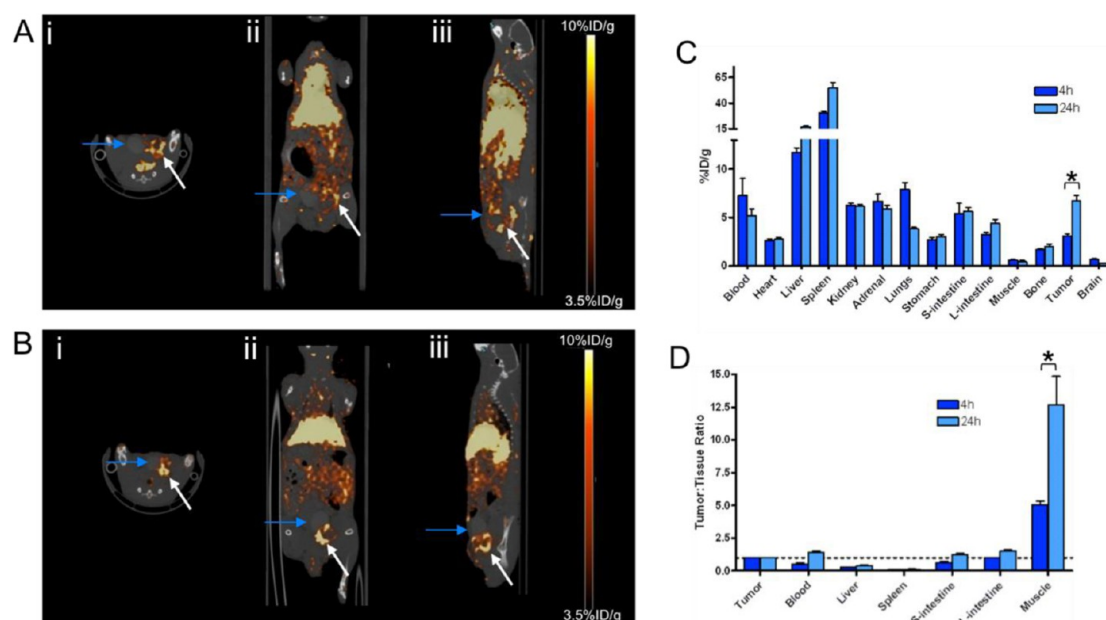 A
i
ii
iii
10%ID/g
3.5%ID/g
B
i
ii
iii
10%ID/g
3.5%ID/g
C
%ID/g
65
40
15
10
5
0
4h
24h
*
Blood
Heart
Liver
Spleen
Kidney
Adrenal
Lungs
Stomach
S-intestine
L-intestine
Muscle
Bone
Tumor
Brain
D
Tumor:Tissue Ratio
15.0
12.5
10.0
7.5
5.0
2.5
0.0
4h
24h
*
Tumor
Blood
Liver
Spleen
S-intestine
L-intestine
Muscle